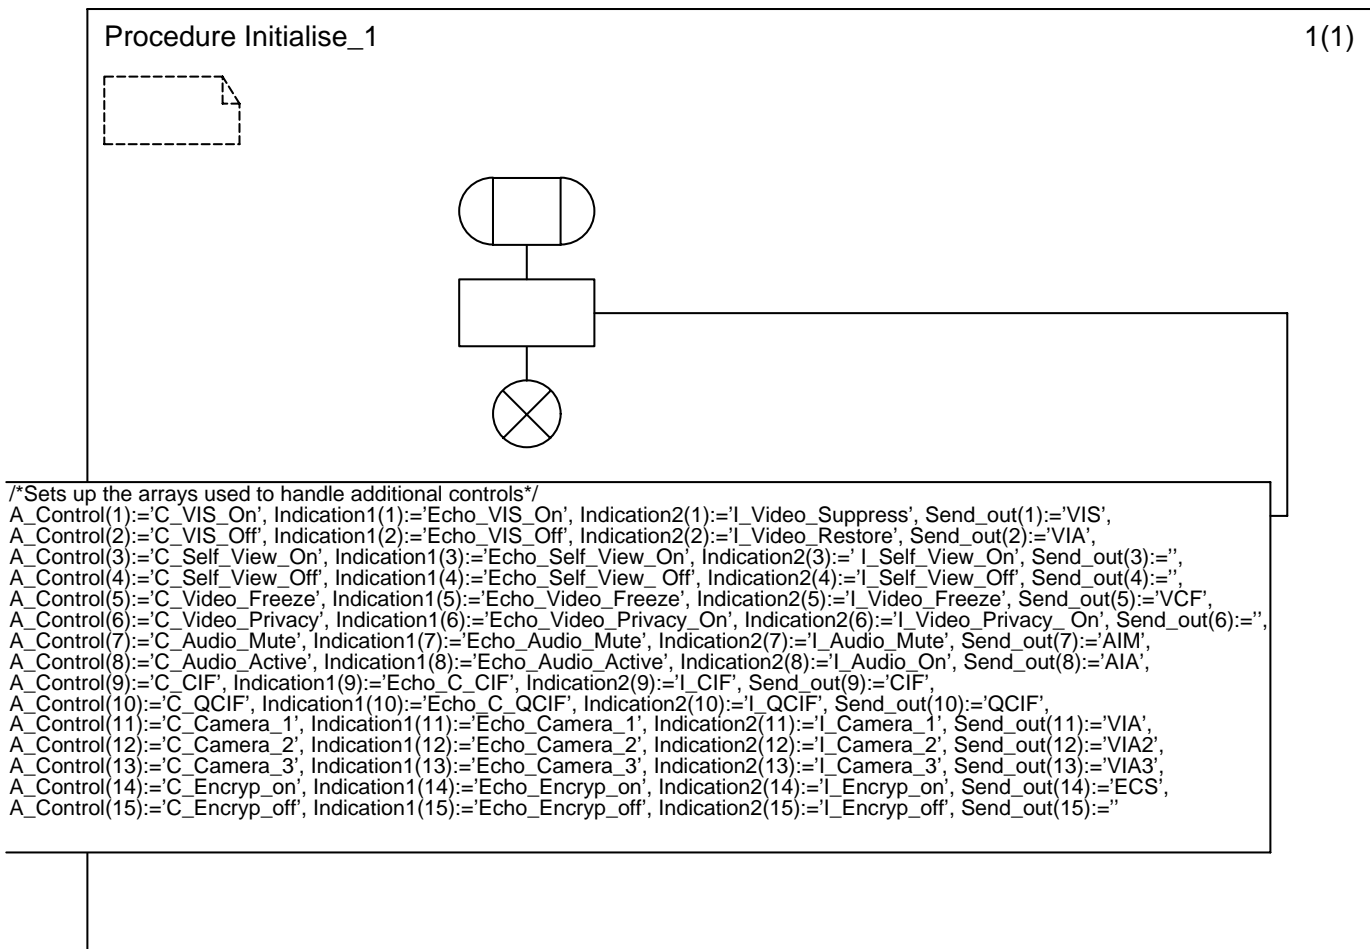 Procedure Initialise_1
1(1)
/*Sets up the arrays used to handle additional controls*/
A_Control(1):=’C_VIS_On’, Indication1(1):=’Echo_VIS_On’, Indication2(1):=’I_Video_Suppress’, Send_out(1):=’VIS’,
A_Control(2):=’C_VIS_Off’, Indication1(2):=’Echo_VIS_Off’, Indication2(2):=’I_Video_Restore’, Send_out(2):=’VIA’,
A_Control(3):=’C_Self_View_On’, Indication1(3):=’Echo_Self_View_On’, Indication2(3):=’ I_Self_View_On’, Send_out(3):=’’,
A_Control(4):=’C_Self_View_Off’, Indication1(4):=’Echo_Self_View_ Off’, Indication2(4):=’I_Self_View_Off’, Send_out(4):=’’,
A_Control(5):=’C_Video_Freeze’, Indication1(5):=’Echo_Video_Freeze’, Indication2(5):=’I_Video_Freeze’, Send_out(5):=’VCF’,
A_Control(6):=’C_Video_Privacy’, Indication1(6):=’Echo_Video_Privacy_On’, Indication2(6):=’I_Video_Privacy_ On’, Send_out(6):=’’,
A_Control(7):=’C_Audio_Mute’, Indication1(7):=’Echo_Audio_Mute’, Indication2(7):=’I_Audio_Mute’, Send_out(7):=’AIM’,
A_Control(8):=’C_Audio_Active’, Indication1(8):=’Echo_Audio_Active’, Indication2(8):=’I_Audio_On’, Send_out(8):=’AIA’,
A_Control(9):=’C_CIF’, Indication1(9):=’Echo_C_CIF’, Indication2(9):=’I_CIF’, Send_out(9):=’CIF’,
A_Control(10):=’C_QCIF’, Indication1(10):=’Echo_C_QCIF’, Indication2(10):=’I_QCIF’, Send_out(10):=’QCIF’,
A_Control(11):=’C_Camera_1’, Indication1(11):=’Echo_Camera_1’, Indication2(11):=’I_Camera_1’, Send_out(11):=’VIA’,
A_Control(12):=’C_Camera_2’, Indication1(12):=’Echo_Camera_2’, Indication2(12):=’I_Camera_2’, Send_out(12):=’VIA2’,
A_Control(13):=’C_Camera_3’, Indication1(13):=’Echo_Camera_3’, Indication2(13):=’I_Camera_3’, Send_out(13):=’VIA3’,
A_Control(14):=’C_Encryp_on’, Indication1(14):=’Echo_Encryp_on’, Indication2(14):=’I_Encryp_on’, Send_out(14):=’ECS’,
A_Control(15):=’C_Encryp_off’, Indication1(15):=’Echo_Encryp_off’, Indication2(15):=’I_Encryp_off’, Send_out(15):=’’